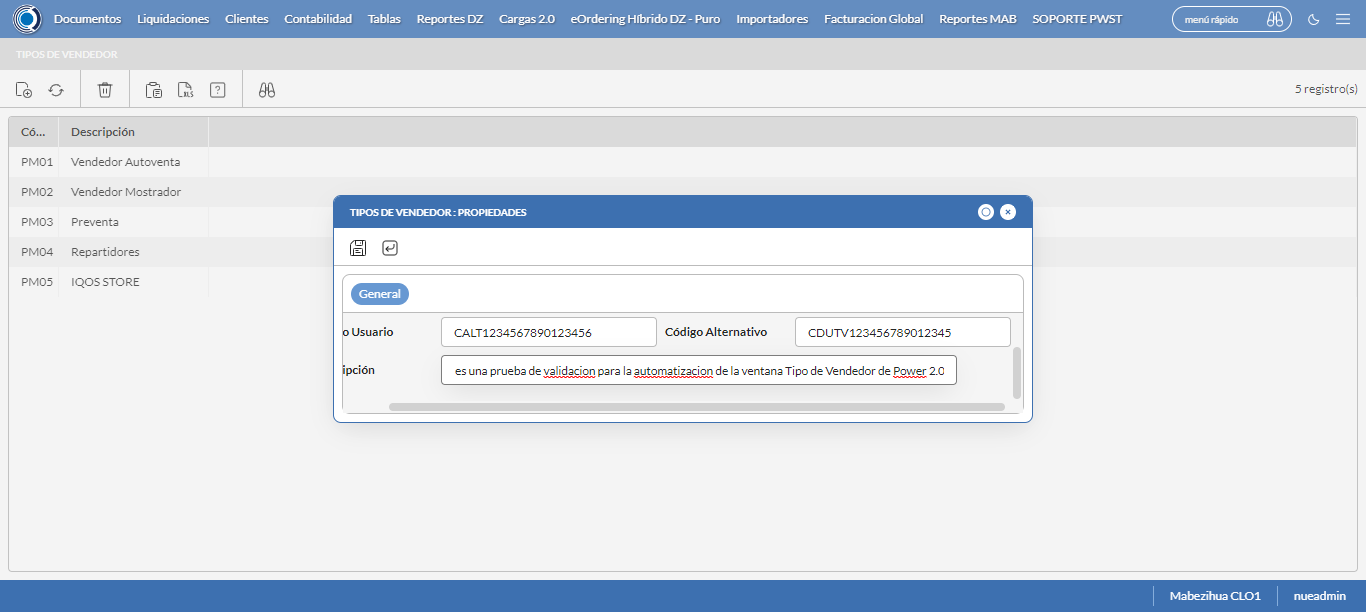 Documentos Liquidaciones Clientes Contabilidad Tablas Reportes DZ Cargas 2.0 eOrdering Híbrido DZ - Puro Importadores Facturacion Global Reportes MAB SOPORTE PWST menú rápido
TIPOS DE VENDEDOR
XLS ? 5 registro(s)
Có... Descripción
PM01 Vendedor Autoventa
PM02 Vendedor Mostrador
PM03 Preventa
PM04 Repartidores
PM05 IQOS STORE
TIPOS DE VENDEDOR : PROPIEDADES
General
o Usuario CALT1234567890123456 Código Alternativo CDUTV123456789012345
ipción es una prueba de validacion para la automatizacion de la ventana Tipo de Vendedor de Power 2.0
Mabezihua CLO1 nueadmin